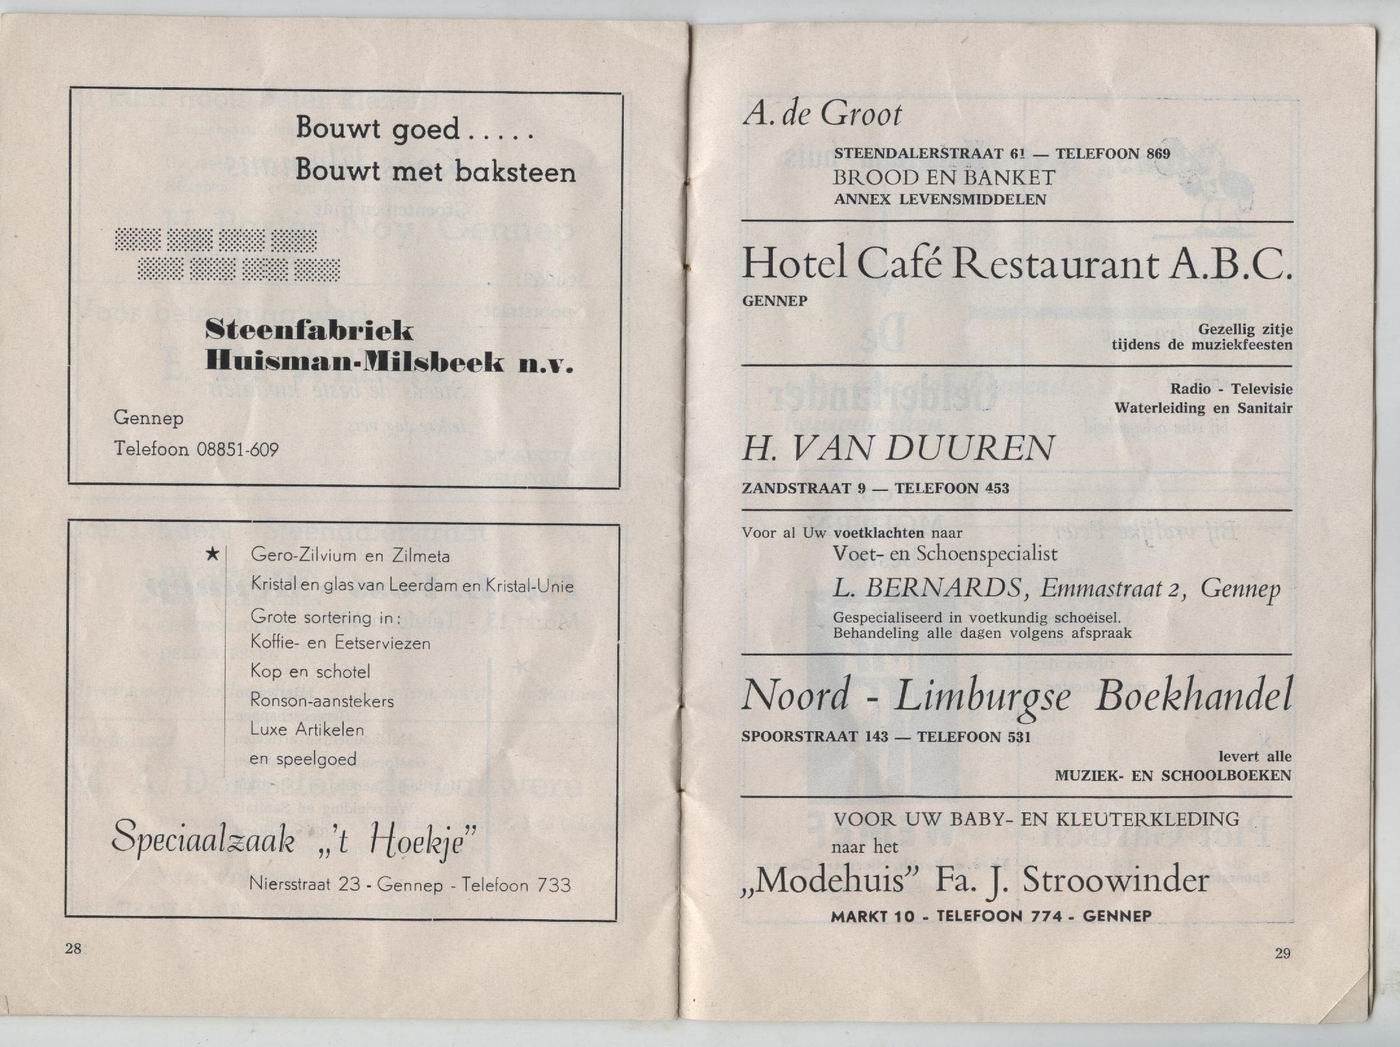 Bouwt goed . . . . .
Bouwt met baksteen
Steenfabriek
Huisman-Milsbeek n.v.
Gennep
Telefoon 08851-609
★ Gero-Zilvium en Zilmeta
Kristal en glas van Leerdam en Kristal-Unie
Grote sortering in:
Koffie- en Eetserviezen
Kop en schotel
Ronson-aanstekers
Luxe Artikelen
en speelgoed
Speciaalzaak „'t Hoekje”
Niersstraat 23 - Gennep - Telefoon 733
28
A. de Groot
STEENDALERSTRAAT 61 — TELEFOON 869
BROOD EN BANKET
ANNEX LEVENSMIDDELEN
Hotel Café Restaurant A.B.C.
GENNEP
Gezellig zitje
tijdens de muziekfeesten
Radio - Televisie
Waterleiding en Sanitair
H. VAN DUUREN
ZANDSTRAAT 9 — TELEFOON 453
Voor al Uw voetklachten naar
Voet- en Schoenspecialist
L. BERNARDS, Emmastraat 2, Gennep
Gespecialiseerd in voetkundig schoeisel.
Behandeling alle dagen volgens afspraak
Noord - Limburgse Boekhandel
SPOORSTRAAT 143 — TELEFOON 531
levert alle
MUZIEK- EN SCHOOLBOEKEN
VOOR UW BABY- EN KLEUTERKLEDING
naar het
„Modehuis” Fa. J. Stroowinder
MARKT 10 - TELEFOON 774 - GENNEP
29